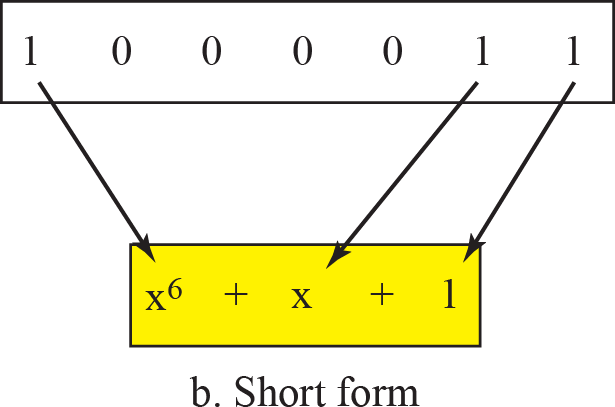 1 0 0 0 0 1 1
x⁶ + x + 1
b. Short form